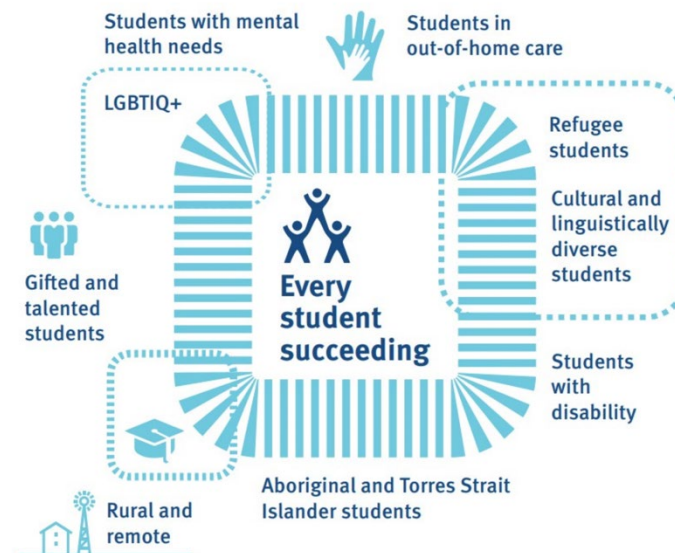 Students with mental
health needs
Students in
out-of-home care
LGBTIQ+
Refugee
students
Cultural and
linguistically
diverse
students
Every
student
succeeding
Gifted and
talented
students
Students
with
disability
Aboriginal and Torres Strait
Islander students
Rural and
remote